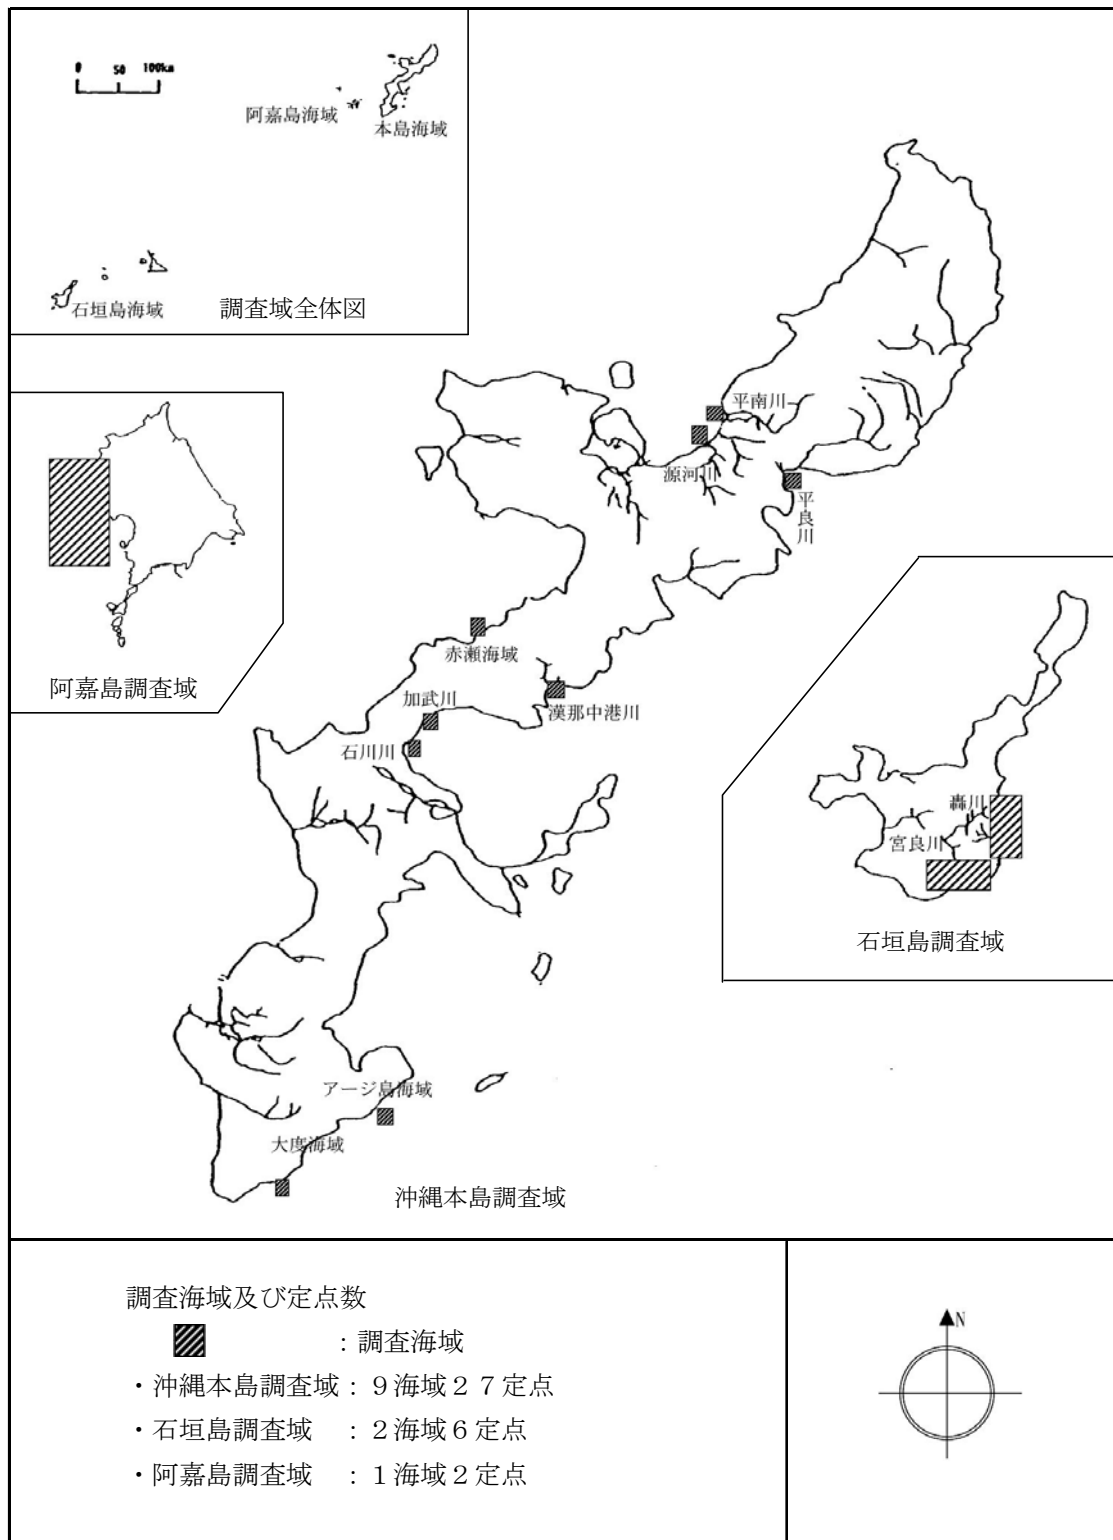 0 50 100km
阿嘉島海域
本島海域
石垣島海域
調査域全体図
平南川
源河川
平良川
阿嘉島調査域
赤瀬海域
加武川
漢那中港川
石川川
轟川
宮良川
石垣島調査域
アージ島海域
大度海域
沖縄本島調査域
調査海域及び定点数
：調査海域
・沖縄本島調査域：９海域２７定点
・石垣島調査域　：２海域６定点
・阿嘉島調査域　：１海域２定点
N